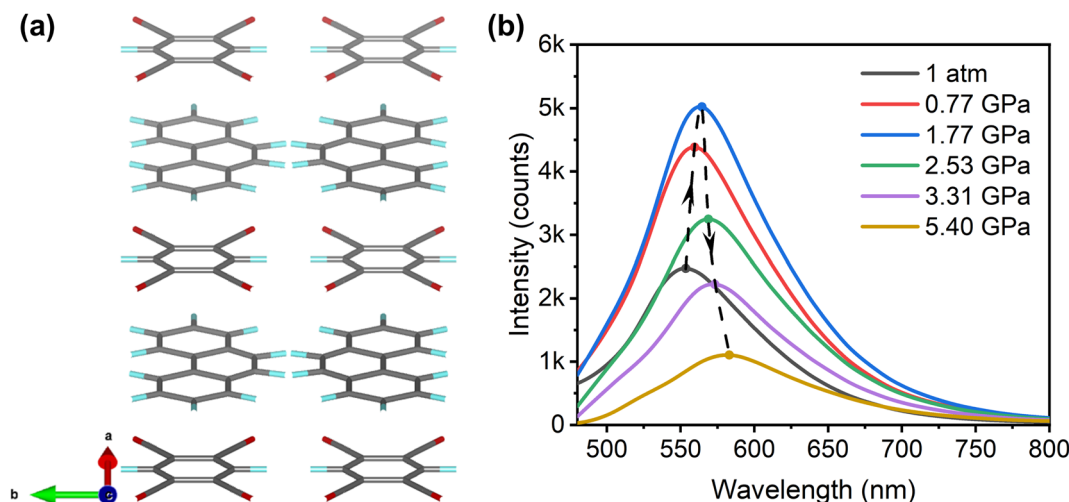 (a)
a
b
c
(b)
6k
5k
4k
3k
2k
1k
0
Intensity (counts)
1 atm
0.77 GPa
1.77 GPa
2.53 GPa
3.31 GPa
5.40 GPa
500 550 600 650 700 750 800
Wavelength (nm)